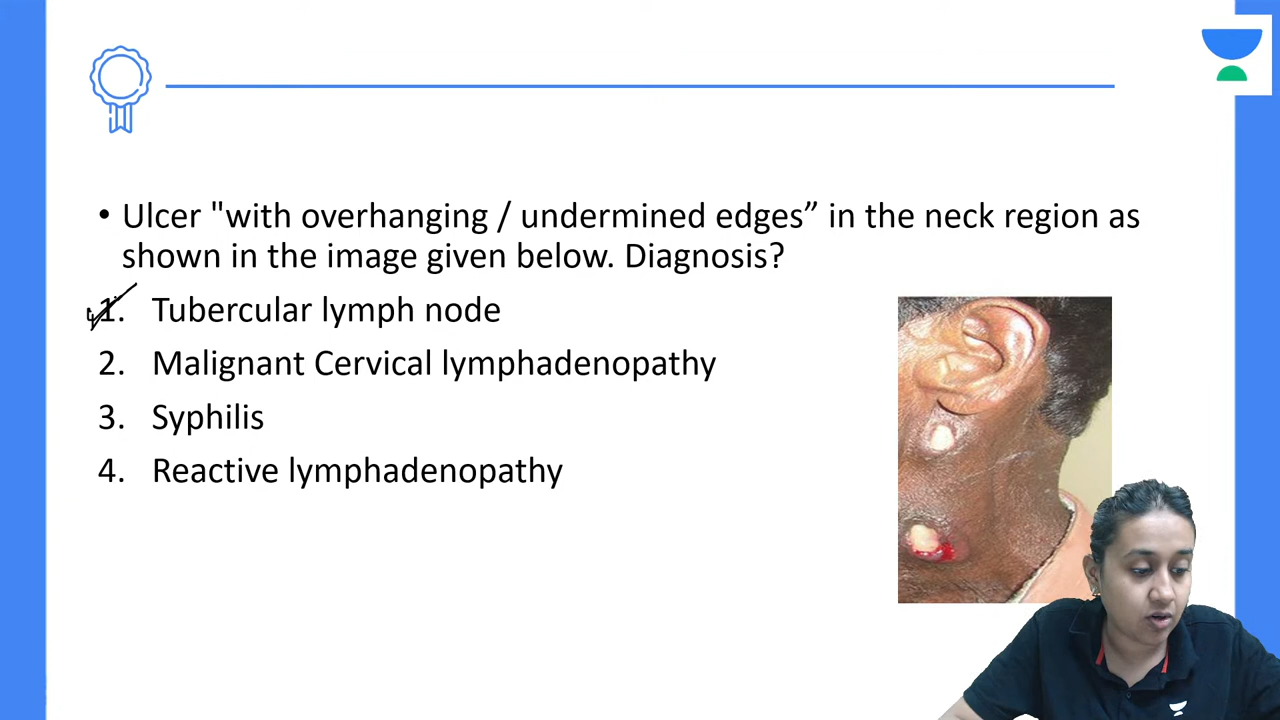 • Ulcer "with overhanging / undermined edges” in the neck region as
shown in the image given below. Diagnosis?
1. Tubercular lymph node
2. Malignant Cervical lymphadenopathy
3. Syphilis
4. Reactive lymphadenopathy